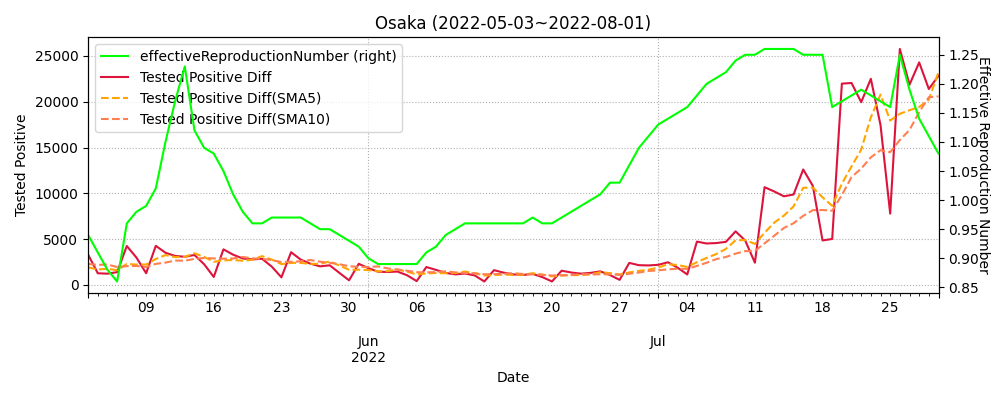 Osaka (2022-05-03~2022-08-01)
effectiveReproductionNumber (right)
Tested Positive Diff
Tested Positive Diff(SMA5)
Tested Positive Diff(SMA10)
Tested Positive
25000
20000
15000
10000
5000
0
1.25
1.20
1.15
1.10
1.05
1.00
0.95
0.90
0.85
Effective Reproduction Number
09 16 23 30 06 13 20 27 04 11 18 25
Jun Jul
2022
Date